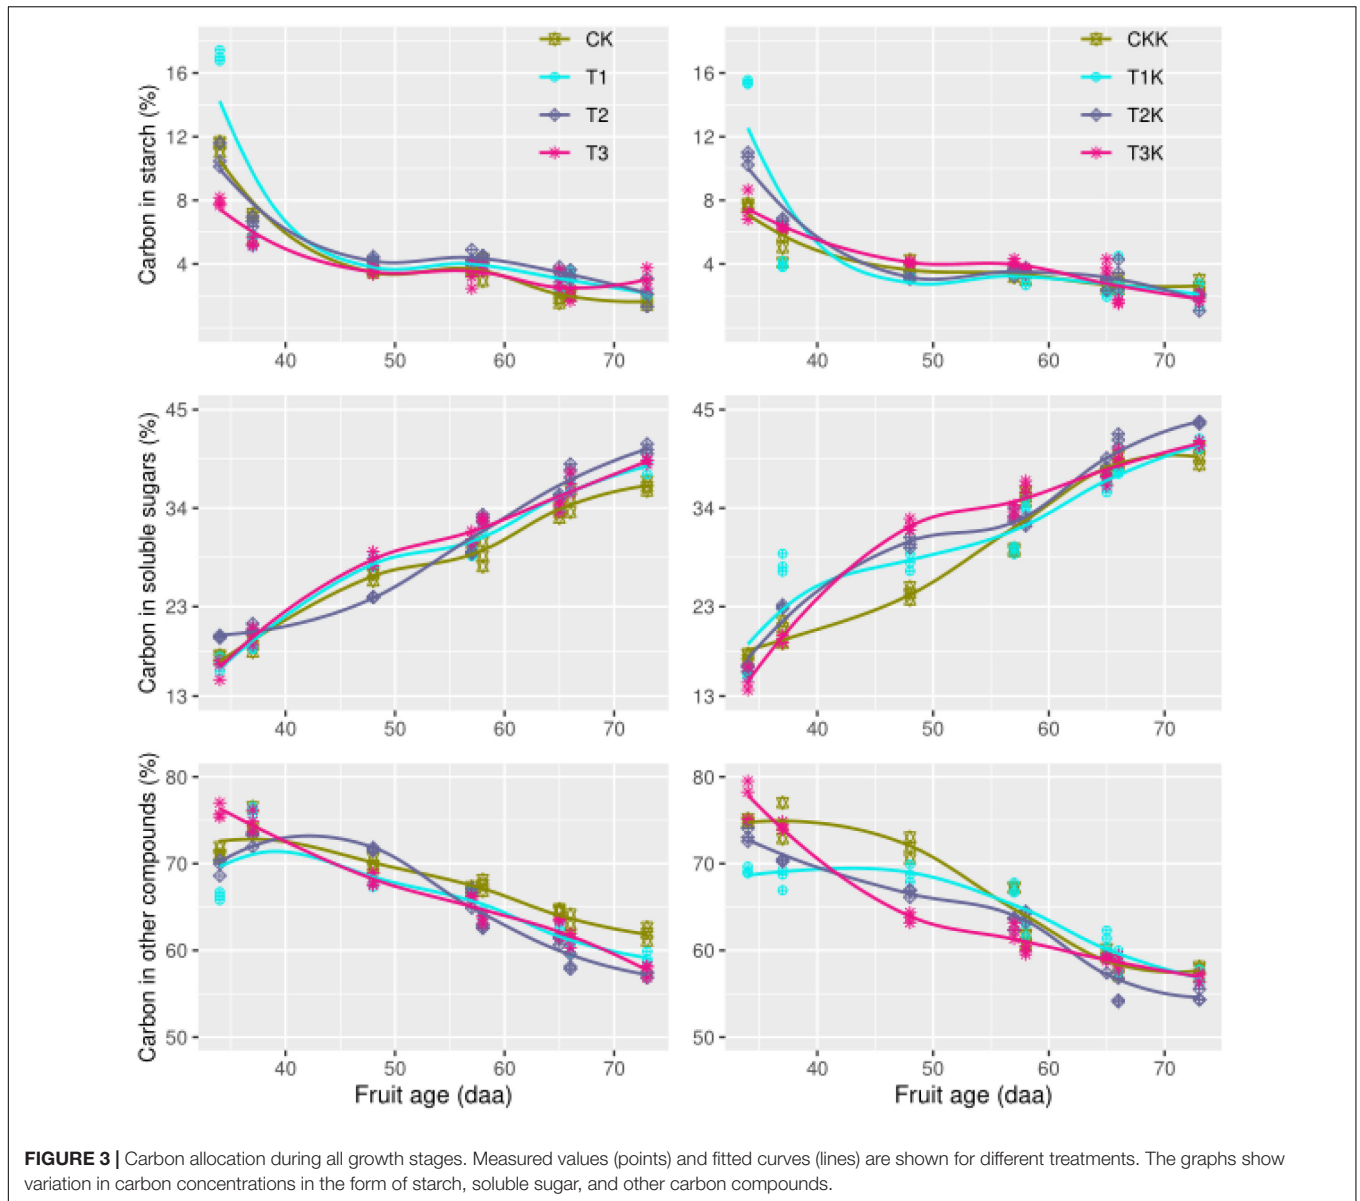 CK
T1
T2
T3
CKK
T1K
T2K
T3K
Carbon in starch (%)
16
12
8
4
40 50 60 70
16
12
8
4
40 50 60 70
Carbon in soluble sugars (%)
45
34
23
13
40 50 60 70
45
34
23
13
40 50 60 70
Carbon in other compounds (%)
80
70
60
50
40 50 60 70
Fruit age (daa)
80
70
60
50
40 50 60 70
Fruit age (daa)
FIGURE 3 | Carbon allocation during all growth stages. Measured values (points) and fitted curves (lines) are shown for different treatments. The graphs show
variation in carbon concentrations in the form of starch, soluble sugar, and other carbon compounds.